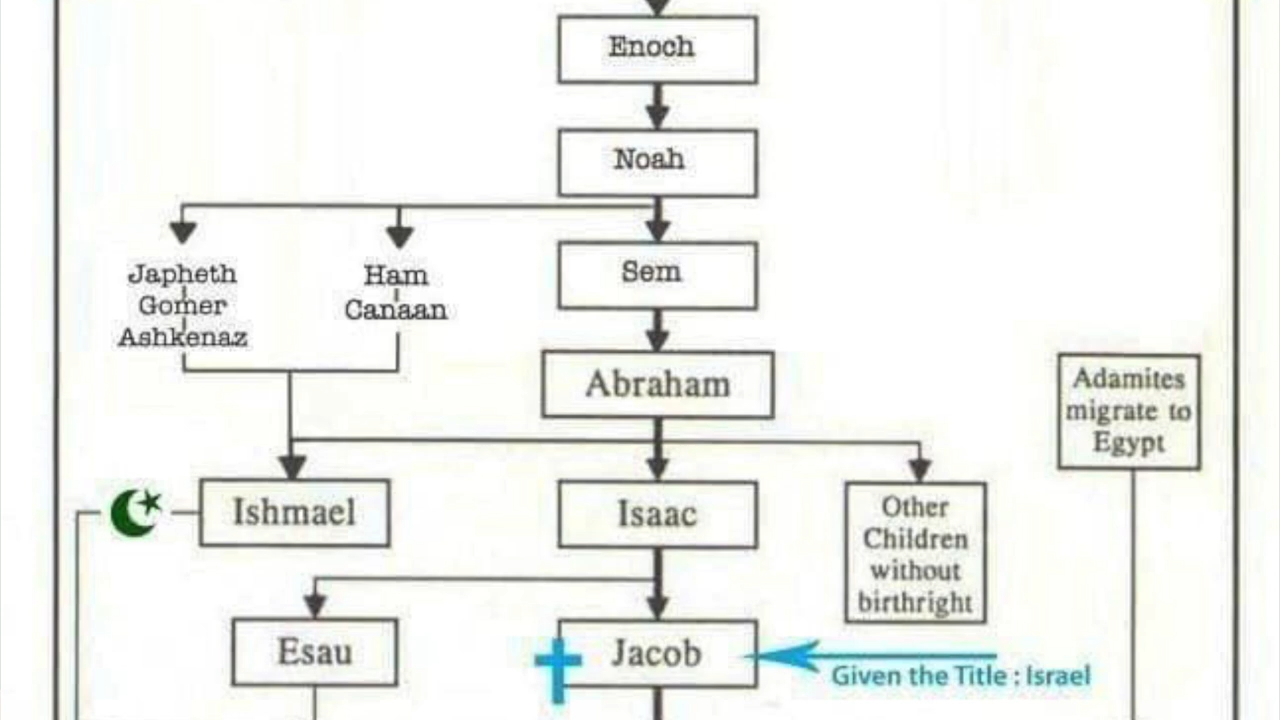 Enoch
Noah
Sem
Japheth
Gomer
Ashkenaz
Ham
Canaan
Abraham
Adamites
migrate to
Egypt
Ishmael
Isaac
Other
Children
without
birthright
Esau
Jacob
Given the Title : Israel